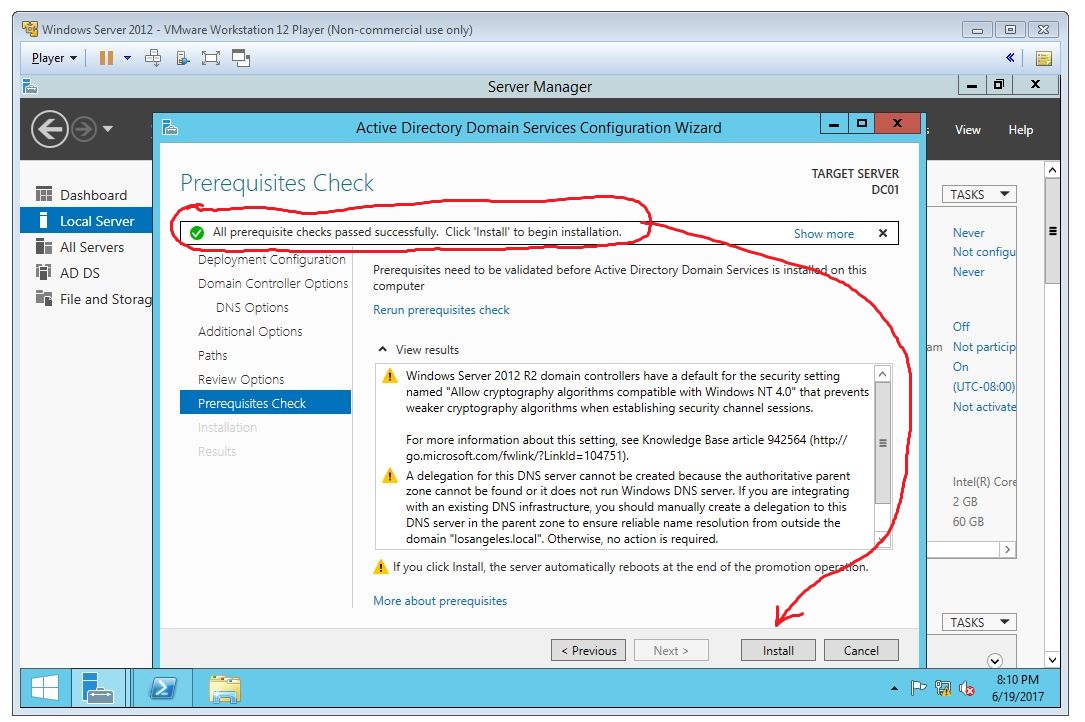 Windows Server 2012 - VMware Workstation 12 Player (Non-commercial use only)
Player
Server Manager
View Help
Active Directory Domain Services Configuration Wizard
Prerequisites Check
TARGET SERVER
DC01
All prerequisite checks passed successfully. Click 'Install' to begin installation.
Show more
Dashboard
Local Server
All Servers
AD DS
File and Storag
Deployment Configuration
Domain Controller Options
DNS Options
Additional Options
Paths
Review Options
Prerequisites Check
Installation
Results
Prerequisites need to be validated before Active Directory Domain Services is installed on this
computer
Rerun prerequisites check
View results
Windows Server 2012 R2 domain controllers have a default for the security setting
named "Allow cryptography algorithms compatible with Windows NT 4.0" that prevents
weaker cryptography algorithms when establishing security channel sessions.
For more information about this setting, see Knowledge Base article 942564 (http://
go.microsoft.com/fwlink/?LinkId=104751).
A delegation for this DNS server cannot be created because the authoritative parent
zone cannot be found or it does not run Windows DNS server. If you are integrating
with an existing DNS infrastructure, you should manually create a delegation to this
DNS server in the parent zone to ensure reliable name resolution from outside the
domain "losangeles.local". Otherwise, no action is required.
If you click Install, the server automatically reboots at the end of the promotion operation.
More about prerequisites
< Previous
Next >
Install
Cancel
TASKS
Never
Not configu
Never
Off
am Not particip
On
(UTC-08:00)
Not activate
Intel(R) Core
2 GB
60 GB
TASKS
8:10 PM
6/19/2017